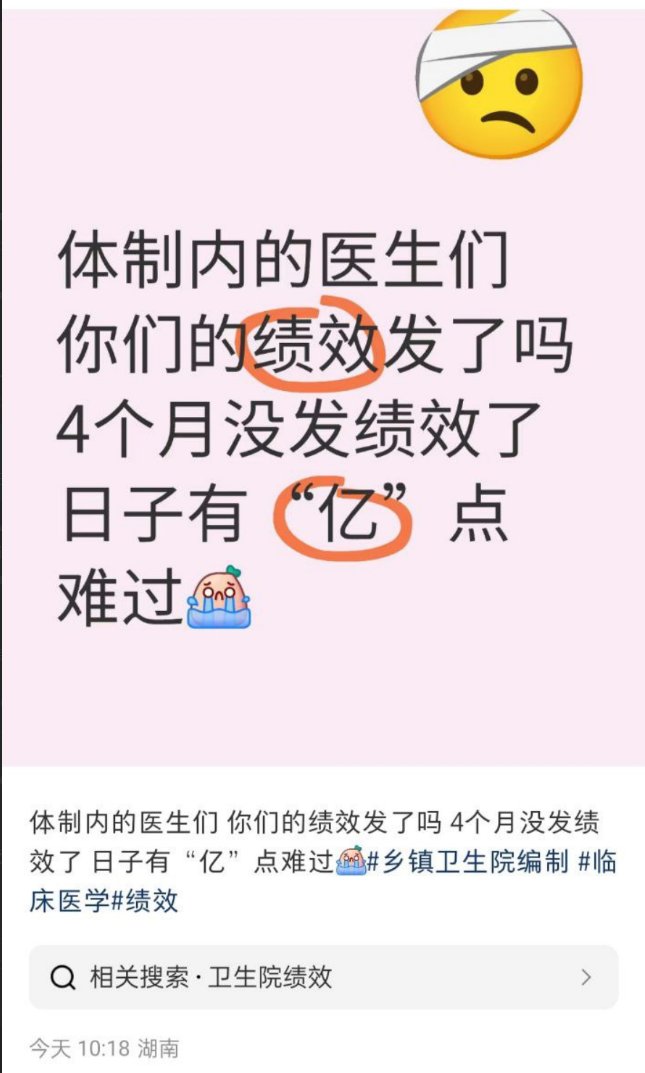 体制内的医生们
你们的绩效发了吗
4个月没发绩效了
日子有“亿”点
难过
体制内的医生们 你们的绩效发了吗 4个月没发绩
效了 日子有“亿”点难过#乡镇卫生院编制 #临
床医学#绩效
相关搜索·卫生院绩效
今天 10:18 湖南